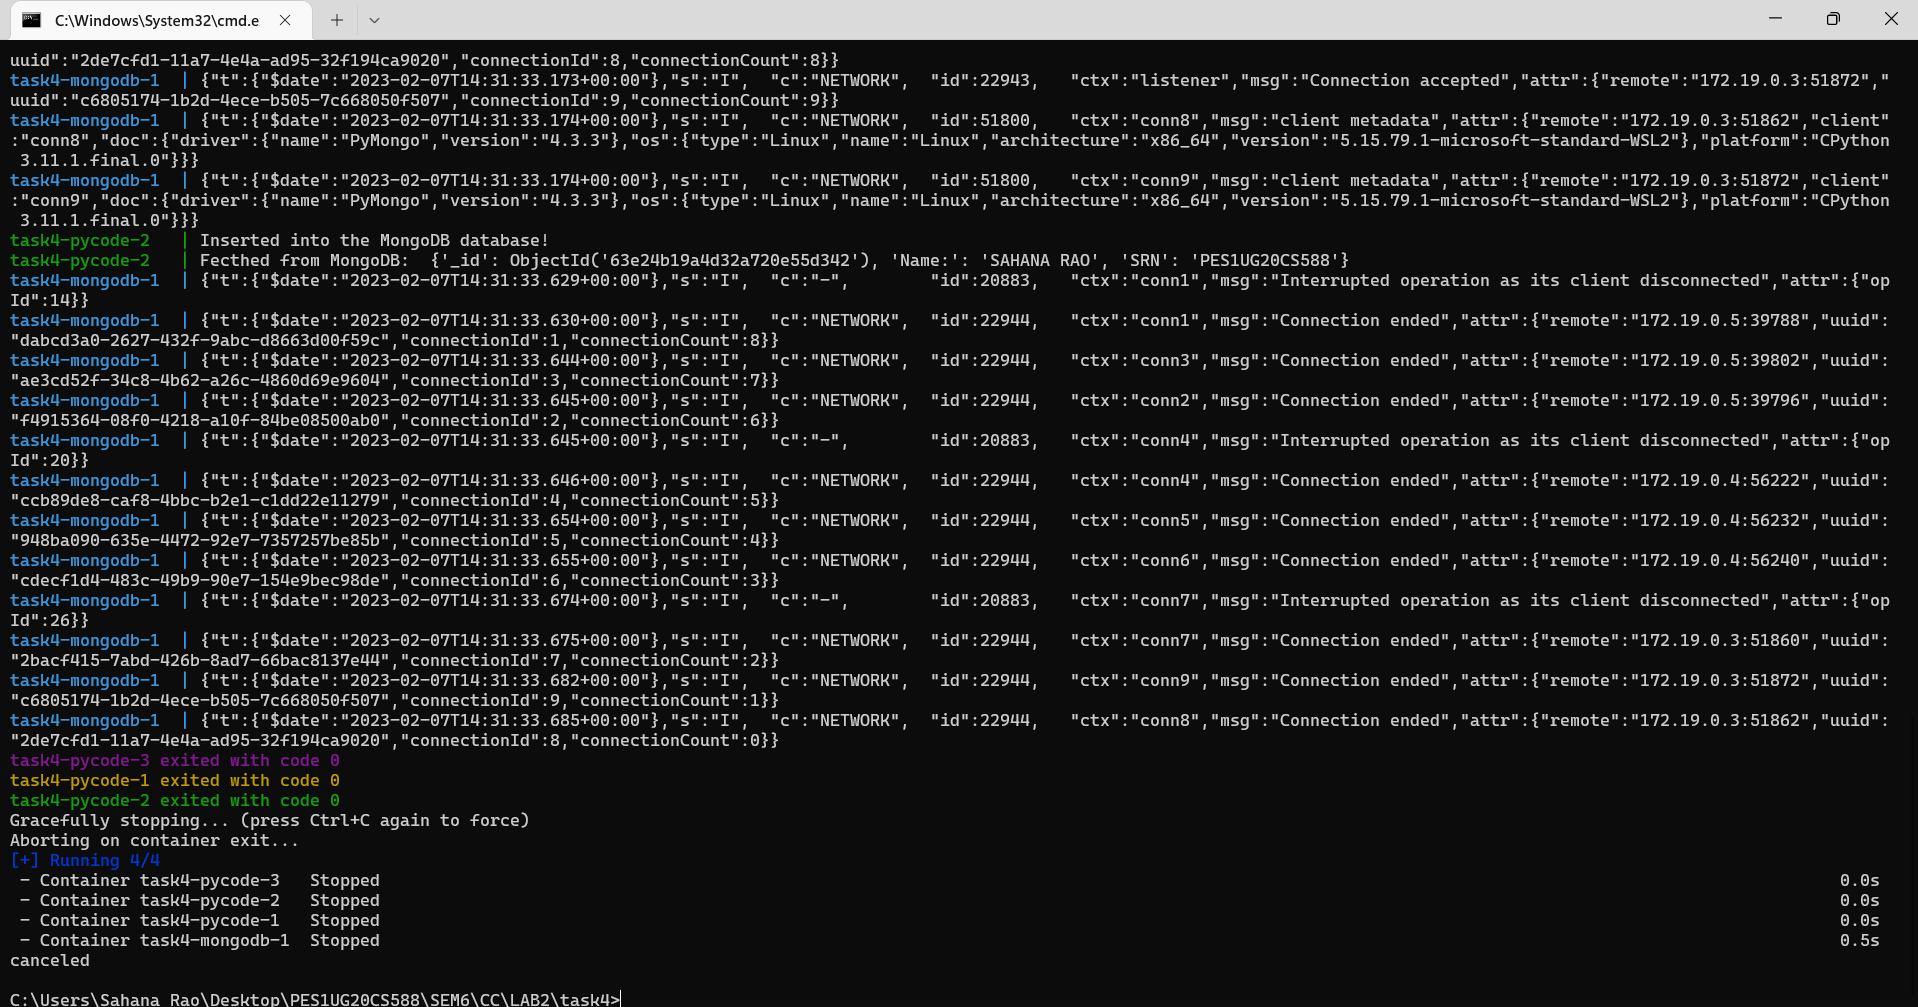 C:\Windows\System32\cmd.e
uuid":"2de7cfd1-11a7-4e4a-ad95-32f194ca9020","connectionId":8,"connectionCount":8}}
task4-mongodb-1  | {"t":{"$date":"2023-02-07T14:31:33.173+00:00"},"s":"I",  "c":"NETWORK",  "id":22943,   "ctx":"listener","msg":"Connection accepted","attr":{"remote":"172.19.0.3:51872","
uuid":"c6805174-1b2d-4ece-b505-7c668050f507","connectionId":9,"connectionCount":9}}
task4-mongodb-1  | {"t":{"$date":"2023-02-07T14:31:33.174+00:00"},"s":"I",  "c":"NETWORK",  "id":51800,   "ctx":"conn8","msg":"client metadata","attr":{"remote":"172.19.0.3:51862","client"
:"conn8","doc":{"driver":{"name":"PyMongo","version":"4.3.3"},"os":{"type":"Linux","name":"Linux","architecture":"x86_64","version":"5.15.79.1-microsoft-standard-WSL2"},"platform":"CPython
 3.11.1.final.0"}}}
task4-mongodb-1  | {"t":{"$date":"2023-02-07T14:31:33.174+00:00"},"s":"I",  "c":"NETWORK",  "id":51800,   "ctx":"conn9","msg":"client metadata","attr":{"remote":"172.19.0.3:51872","client"
:"conn9","doc":{"driver":{"name":"PyMongo","version":"4.3.3"},"os":{"type":"Linux","name":"Linux","architecture":"x86_64","version":"5.15.79.1-microsoft-standard-WSL2"},"platform":"CPython
 3.11.1.final.0"}}}
task4-pycode-2   | Inserted into the MongoDB database!
task4-pycode-2   | Fecthed from MongoDB:  {'_id': ObjectId('63e24b19a4d32a720e55d342'), 'Name:': 'SAHANA RAO', 'SRN': 'PES1UG20CS588'}
task4-mongodb-1  | {"t":{"$date":"2023-02-07T14:31:33.629+00:00"},"s":"I",  "c":"-",        "id":20883,   "ctx":"conn1","msg":"Interrupted operation as its client disconnected","attr":{"op
Id":14}}
task4-mongodb-1  | {"t":{"$date":"2023-02-07T14:31:33.630+00:00"},"s":"I",  "c":"NETWORK",  "id":22944,   "ctx":"conn1","msg":"Connection ended","attr":{"remote":"172.19.0.5:39788","uuid":
"dabcd3a0-2627-432f-9abc-d8663d00f59c","connectionId":1,"connectionCount":8}}
task4-mongodb-1  | {"t":{"$date":"2023-02-07T14:31:33.644+00:00"},"s":"I",  "c":"NETWORK",  "id":22944,   "ctx":"conn3","msg":"Connection ended","attr":{"remote":"172.19.0.5:39802","uuid":
"ae3cd52f-34c8-4b62-a26c-4860d69e9604","connectionId":3,"connectionCount":7}}
task4-mongodb-1  | {"t":{"$date":"2023-02-07T14:31:33.645+00:00"},"s":"I",  "c":"NETWORK",  "id":22944,   "ctx":"conn2","msg":"Connection ended","attr":{"remote":"172.19.0.5:39796","uuid":
"f4915364-08f0-4218-a10f-84be08500ab0","connectionId":2,"connectionCount":6}}
task4-mongodb-1  | {"t":{"$date":"2023-02-07T14:31:33.645+00:00"},"s":"I",  "c":"-",        "id":20883,   "ctx":"conn4","msg":"Interrupted operation as its client disconnected","attr":{"op
Id":20}}
task4-mongodb-1  | {"t":{"$date":"2023-02-07T14:31:33.646+00:00"},"s":"I",  "c":"NETWORK",  "id":22944,   "ctx":"conn4","msg":"Connection ended","attr":{"remote":"172.19.0.4:56222","uuid":
"ccb89de8-caf8-4bbc-b2e1-c1dd22e11279","connectionId":4,"connectionCount":5}}
task4-mongodb-1  | {"t":{"$date":"2023-02-07T14:31:33.654+00:00"},"s":"I",  "c":"NETWORK",  "id":22944,   "ctx":"conn5","msg":"Connection ended","attr":{"remote":"172.19.0.4:56232","uuid":
"948ba090-635e-4472-92e7-7357257be85b","connectionId":5,"connectionCount":4}}
task4-mongodb-1  | {"t":{"$date":"2023-02-07T14:31:33.655+00:00"},"s":"I",  "c":"NETWORK",  "id":22944,   "ctx":"conn6","msg":"Connection ended","attr":{"remote":"172.19.0.4:56240","uuid":
"cdecf1d4-483c-49b9-90e7-154e9bec98de","connectionId":6,"connectionCount":3}}
task4-mongodb-1  | {"t":{"$date":"2023-02-07T14:31:33.674+00:00"},"s":"I",  "c":"-",        "id":20883,   "ctx":"conn7","msg":"Interrupted operation as its client disconnected","attr":{"op
Id":26}}
task4-mongodb-1  | {"t":{"$date":"2023-02-07T14:31:33.675+00:00"},"s":"I",  "c":"NETWORK",  "id":22944,   "ctx":"conn7","msg":"Connection ended","attr":{"remote":"172.19.0.3:51860","uuid":
"2bacf415-7abd-426b-8ad7-66bac8137e44","connectionId":7,"connectionCount":2}}
task4-mongodb-1  | {"t":{"$date":"2023-02-07T14:31:33.682+00:00"},"s":"I",  "c":"NETWORK",  "id":22944,   "ctx":"conn9","msg":"Connection ended","attr":{"remote":"172.19.0.3:51872","uuid":
"c6805174-1b2d-4ece-b505-7c668050f507","connectionId":9,"connectionCount":1}}
task4-mongodb-1  | {"t":{"$date":"2023-02-07T14:31:33.685+00:00"},"s":"I",  "c":"NETWORK",  "id":22944,   "ctx":"conn8","msg":"Connection ended","attr":{"remote":"172.19.0.3:51862","uuid":
"2de7cfd1-11a7-4e4a-ad95-32f194ca9020","connectionId":8,"connectionCount":0}}
task4-pycode-3 exited with code 0
task4-pycode-1 exited with code 0
task4-pycode-2 exited with code 0
Gracefully stopping... (press Ctrl+C again to force)
Aborting on container exit...
[+] Running 4/4
 - Container task4-pycode-3   Stopped 0.0s
 - Container task4-pycode-2   Stopped 0.0s
 - Container task4-pycode-1   Stopped 0.0s
 - Container task4-mongodb-1  Stopped 0.5s
canceled
C:\Users\Sahana Rao\Desktop\PES1UG20CS588\SEM6\CC\LAB2\task4>